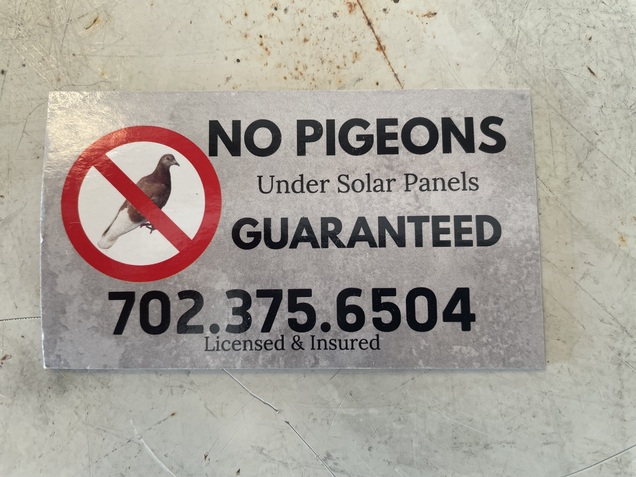 NO PIGEONS
Under Solar Panels
GUARANTEED
702.375.6504
Licensed & Insured